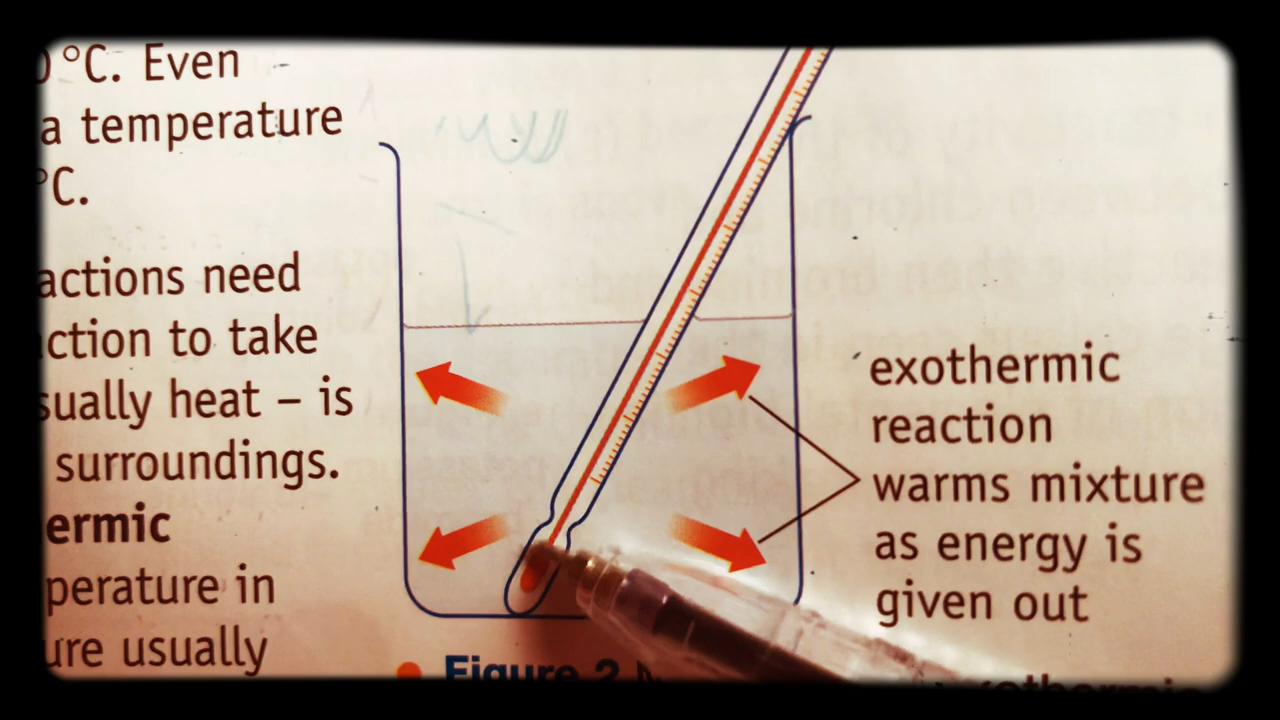 0 °C. Even
a temperature
°C.
actions need
ction to take
sually heat – is
surroundings.
ermic
perature in
ure usually
exothermic
reaction
warms mixture
as energy is
given out
Figure 2